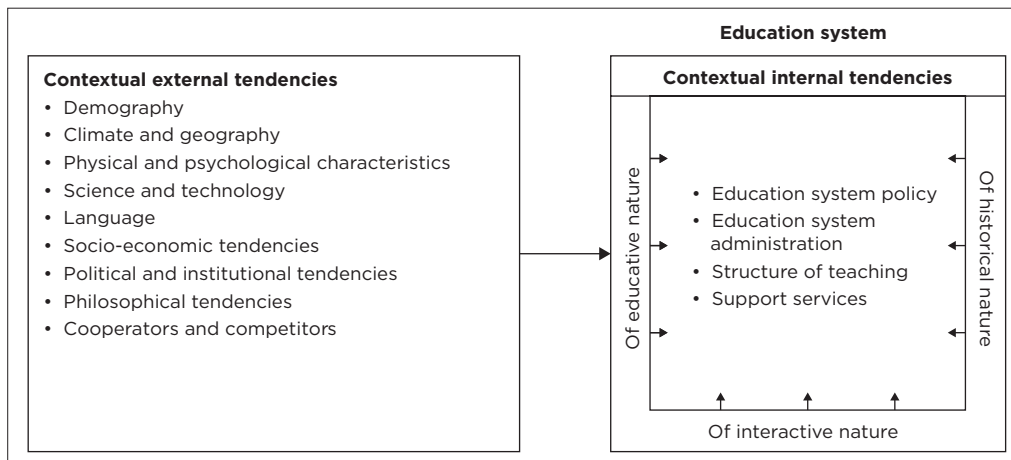 Education system
Contextual external tendencies
• Demography
• Climate and geography
• Physical and psychological characteristics
• Science and technology
• Language
• Socio-economic tendencies
• Political and institutional tendencies
• Philosophical tendencies
• Cooperators and competitors
Contextual internal tendencies
Of educative nature
• Education system policy
• Education system
administration
• Structure of teaching
• Support services
Of historical nature
Of interactive nature